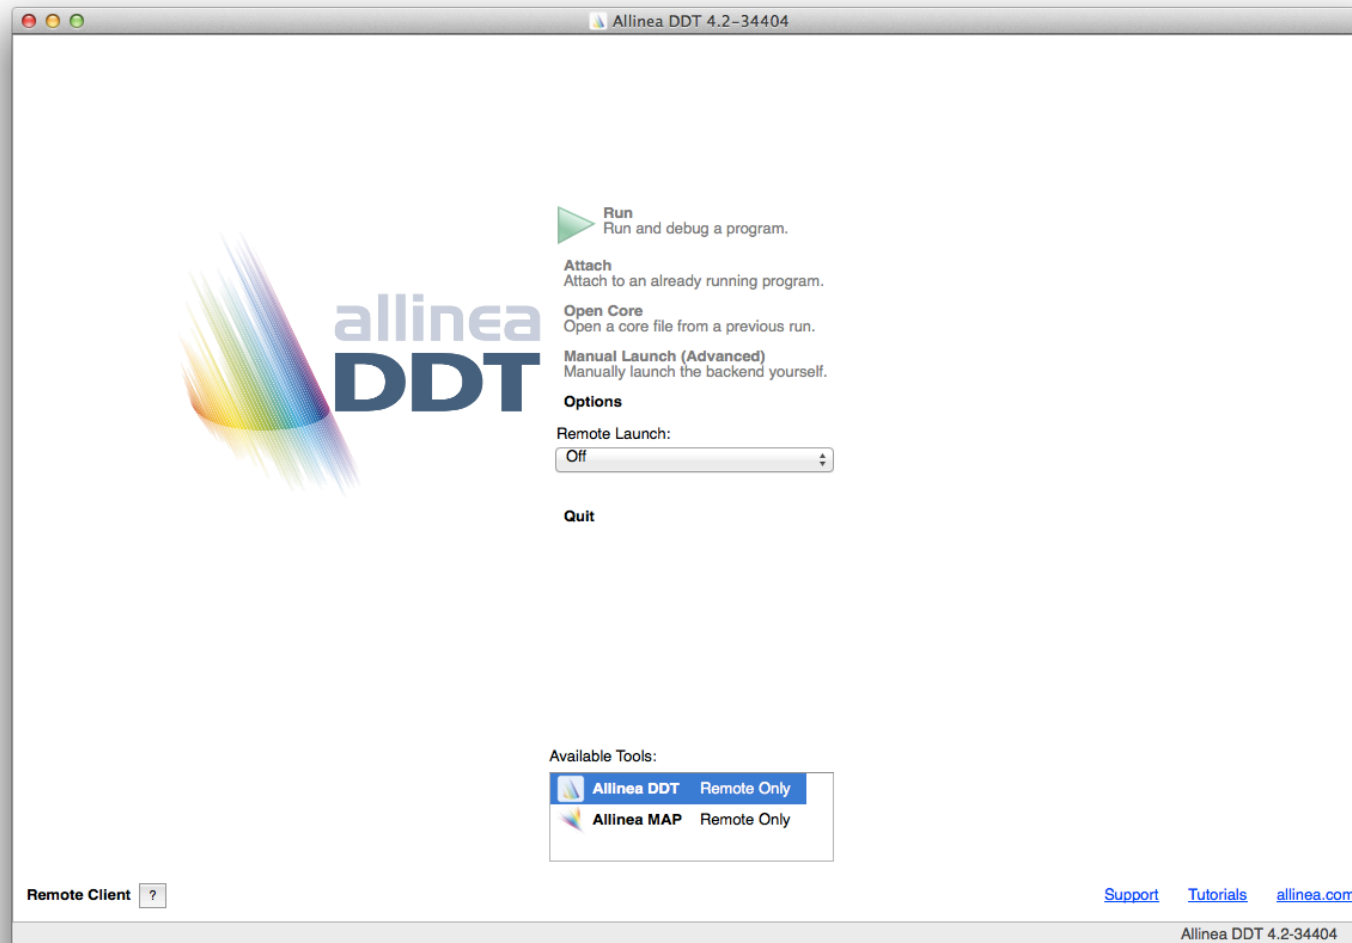 Allinea DDT 4.2-34404
allinea
DDT
Run
Run and debug a program.
Attach
Attach to an already running program.
Open Core
Open a core file from a previous run.
Manual Launch (Advanced)
Manually launch the backend yourself.
Options
Remote Launch:
Off
Quit
Available Tools:
Allinea DDT Remote Only
Allinea MAP Remote Only
Remote Client ?
Support Tutorials allinea.com
Allinea DDT 4.2-34404